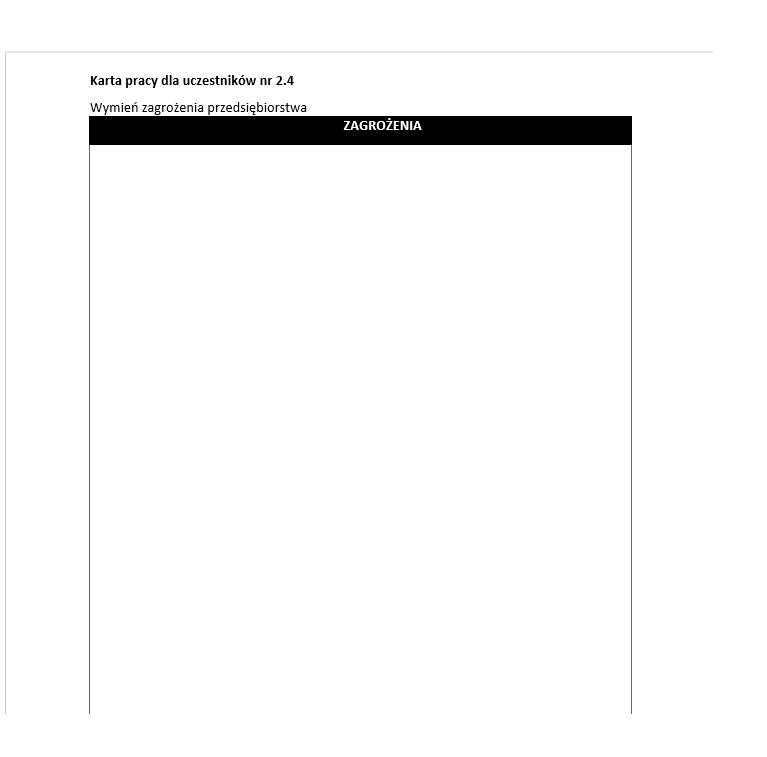 Karta pracy dla uczestników nr 2.4
Wymień zagrożenia przedsiębiorstwa
ZAGROŻENIA